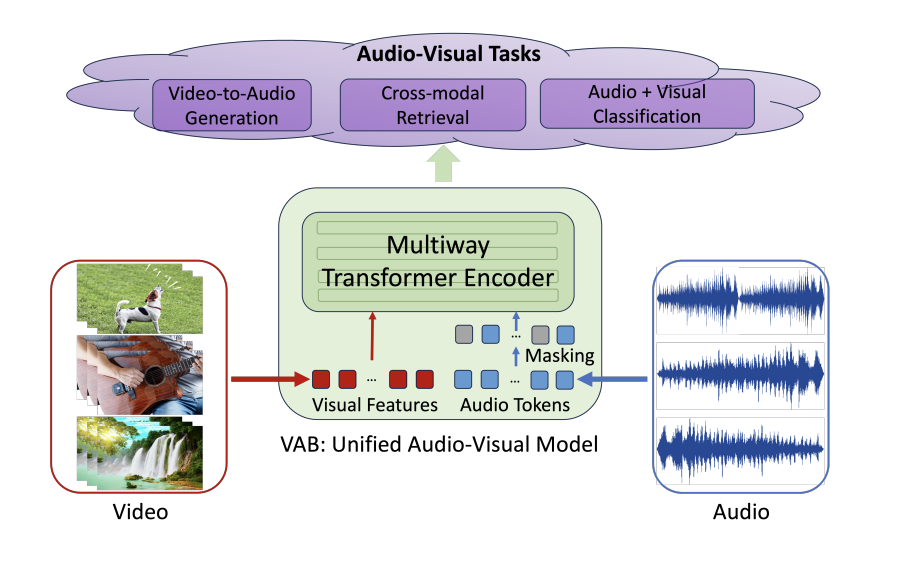 Audio-Visual Tasks
Video-to-Audio
Generation
Cross-modal
Retrieval
Audio + Visual
Classification
Multiway
Transformer Encoder
...
Masking
... ...
Visual Features
Audio Tokens
VAB: Unified Audio-Visual Model
Video
Audio